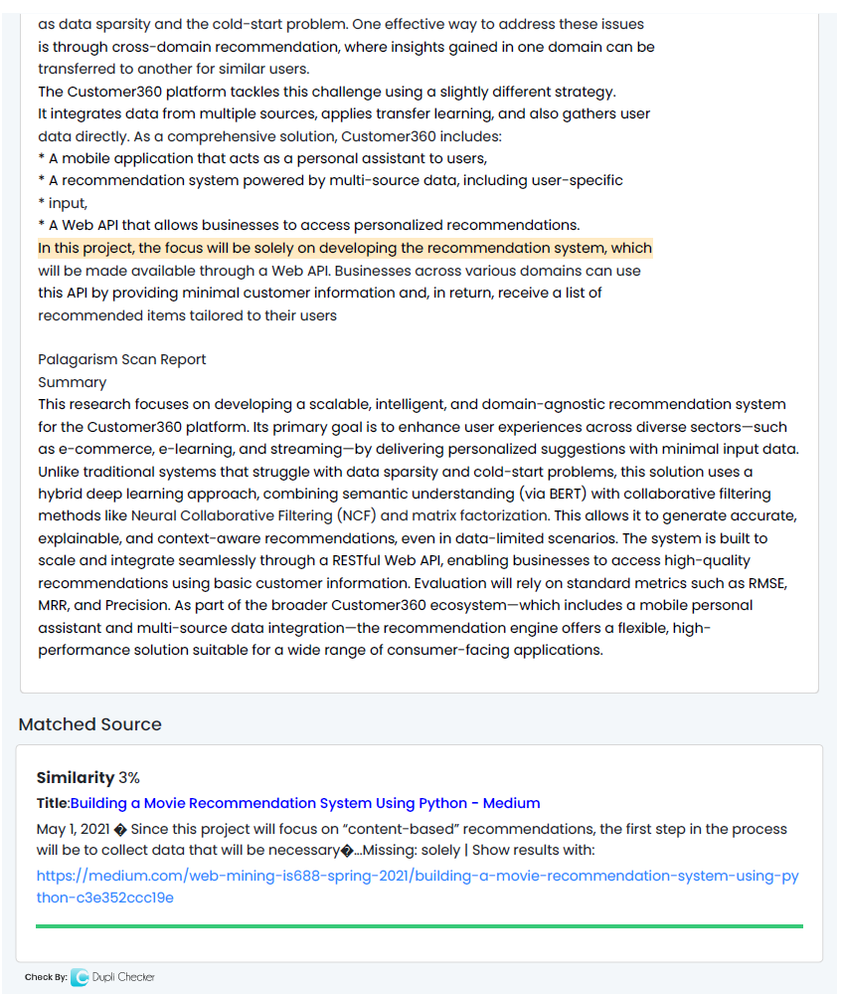 as data sparsity and the cold-start problem. One effective way to address these issues
is through cross-domain recommendation, where insights gained in one domain can be
transferred to another for similar users.
The Customer360 platform tackles this challenge using a slightly different strategy.
It integrates data from multiple sources, applies transfer learning, and also gathers user
data directly. As a comprehensive solution, Customer360 includes:
* A mobile application that acts as a personal assistant to users,
* A recommendation system powered by multi-source data, including user-specific
* input,
* A Web API that allows businesses to access personalized recommendations.
In this project, the focus will be solely on developing the recommendation system, which
will be made available through a Web API. Businesses across various domains can use
this API by providing minimal customer information and, in return, receive a list of
recommended items tailored to their users
Palagarism Scan Report
Summary
This research focuses on developing a scalable, intelligent, and domain-agnostic recommendation system
for the Customer360 platform. Its primary goal is to enhance user experiences across diverse sectors—such
as e-commerce, e-learning, and streaming—by delivering personalized suggestions with minimal input data.
Unlike traditional systems that struggle with data sparsity and cold-start problems, this solution uses a
hybrid deep learning approach, combining semantic understanding (via BERT) with collaborative filtering
methods like Neural Collaborative Filtering (NCF) and matrix factorization. This allows it to generate accurate,
explainable, and context-aware recommendations, even in data-limited scenarios. The system is built to
scale and integrate seamlessly through a RESTful Web API, enabling businesses to access high-quality
recommendations using basic customer information. Evaluation will rely on standard metrics such as RMSE,
MRR, and Precision. As part of the broader Customer360 ecosystem—which includes a mobile personal
assistant and multi-source data integration—the recommendation engine offers a flexible, high-
performance solution suitable for a wide range of consumer-facing applications.
Matched Source
Similarity 3%
Title:Building a Movie Recommendation System Using Python - Medium
May 1, 2021 � Since this project will focus on “content-based” recommendations, the first step in the process
will be to collect data that will be necessary�...Missing: solely | Show results with:
https://medium.com/web-mining-is688-spring-2021/building-a-movie-recommendation-system-using-py
thon-c3e352ccc19e
Check By: Dupli Checker